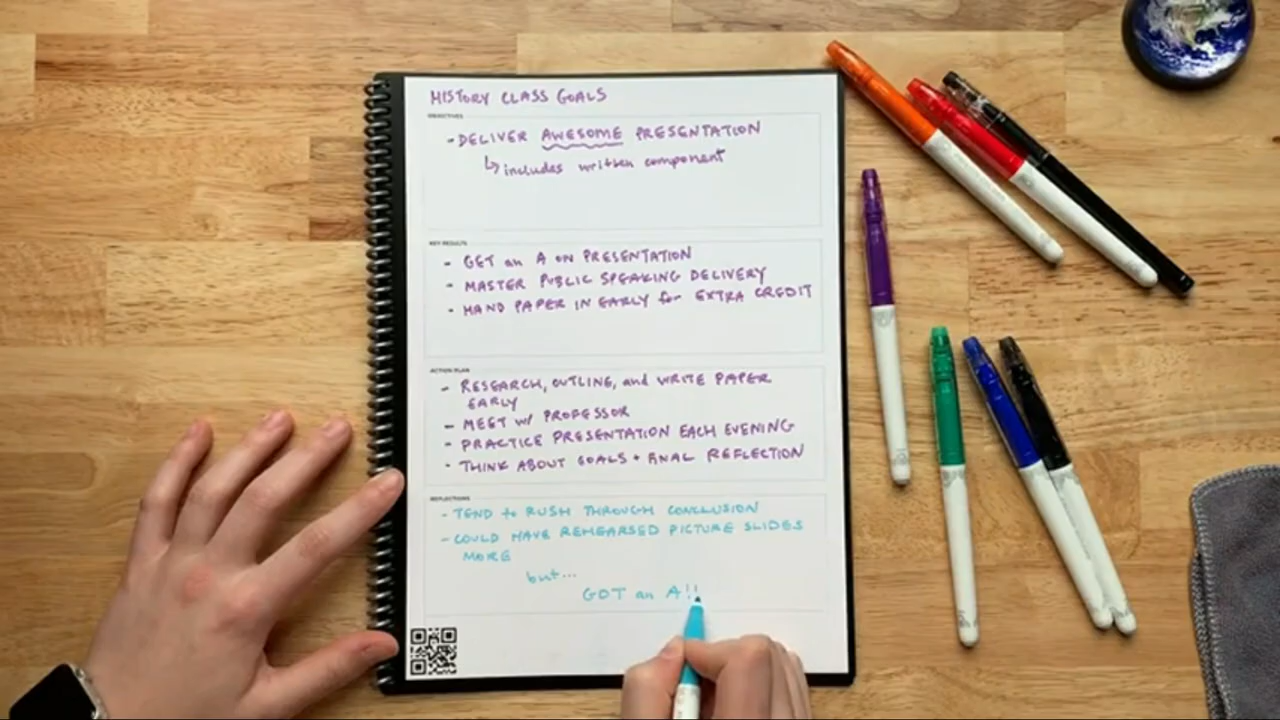 HISTORY CLASS GOALS
OBJECTIVES
- DELIVER AWESOME PRESENTATION
↳ includes written component
KEY RESULTS
- GET an A ON PRESENTATION
- MASTER PUBLIC SPEAKING DELIVERY
- HAND PAPER IN EARLY for EXTRA CREDIT
ACTION PLAN
- RESEARCH, OUTLINE, and WRITE PAPER
EARLY
- MEET w/ PROFESSOR
- PRACTICE PRESENTATION EACH EVENING
- THINK ABOUT GOALS + FINAL REFLECTION
REFLECTIONS
- TEND to RUSH THROUGH CONCLUSION
- COULD HAVE REHEARSED PICTURE SLIDES
MORE
but...
GOT an A!!